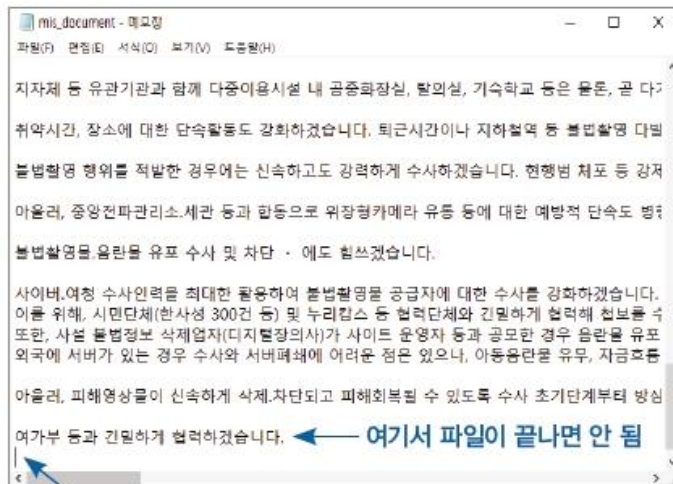 mis_document - 메모장
파일(F) 편집(E) 서식(O) 보기(V) 도움말(H)
지자체 등 유관기관과 함께 다중이용시설 내 공중화장실, 탈의실, 기숙학교 등은 물론, 곧 다가
취약시간, 장소에 대한 단속활동도 강화하겠습니다. 퇴근시간이나 지하철역 등 불법촬영 다발
불법촬영 행위를 적발한 경우에는 신속하고도 강력하게 수사하겠습니다. 현행범 체포 등 강제
아울러, 중앙전파관리소.세관 등과 합동으로 위장형카메라 유통 등에 대한 예방적 단속도 병행
불법촬영물.음란물 유포 수사 및 차단 · 에도 힘쓰겠습니다.
사이버.여청 수사인력을 최대한 활용하여 불법촬영물 공급자에 대한 수사를 강화하겠습니다.
이를 위해, 시민단체(한사성 300건 등) 및 누리캅스 등 협력단체와 긴밀하게 협력해 첩보를 수
또한, 사설 불법정보 삭제업자(디지털장의사)가 사이트 운영자 등과 공모한 경우 음란물 유포
외국에 서버가 있는 경우 수사와 서버폐쇄에 어려운 점은 있으나, 아동음란물 유무, 자금흐름
아울러, 피해영상물이 신속하게 삭제.차단되고 피해회복될 수 있도록 수사 초기단계부터 방심
여가부 등과 긴밀하게 협력하겠습니다. 여기서 파일이 끝나면 안 됨